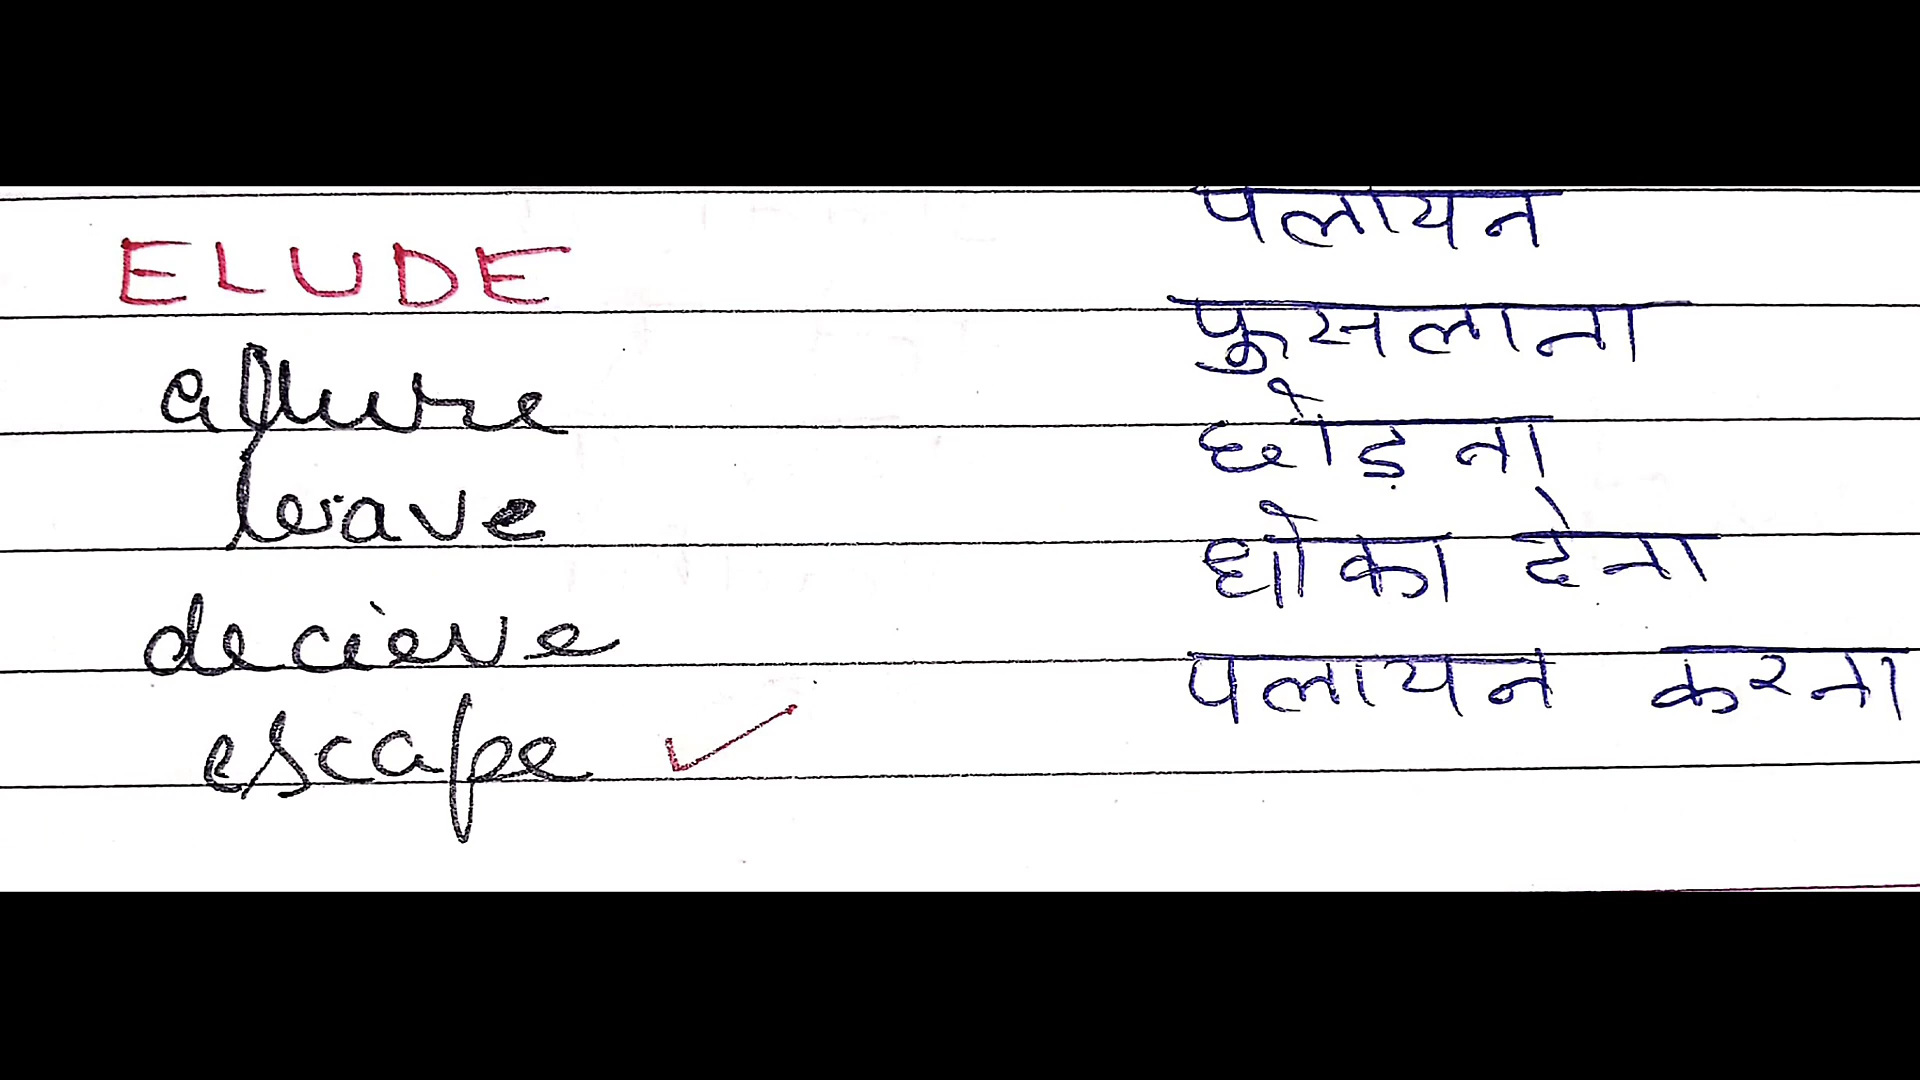 ELUDE पलायन
allure फुसलाना
leave छोड़ना
decieve धोका देना
escape पलायन करना